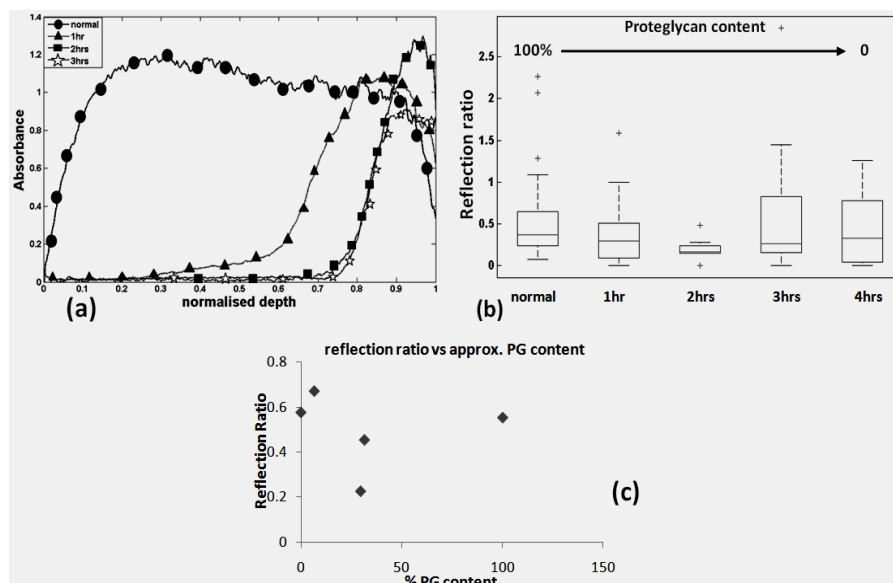 normal
1hr
2hrs
3hrs
1.4
1.2
1
0.8
0.6
0.4
0.2
0
Absorbance
0 0.1 0.2 0.3 0.4 0.5 0.6 0.7 0.8 0.9 1
normalised depth
(a)
Proteglycan content
100% 0
2.5
2
1.5
1
0.5
0
Reflection ratio
normal 1hr 2hrs 3hrs 4hrs
(b)
reflection ratio vs approx. PG content
0.8
0.6
0.4
0.2
0
Reflection Ratio
0 50 100 150
% PG content
(c)